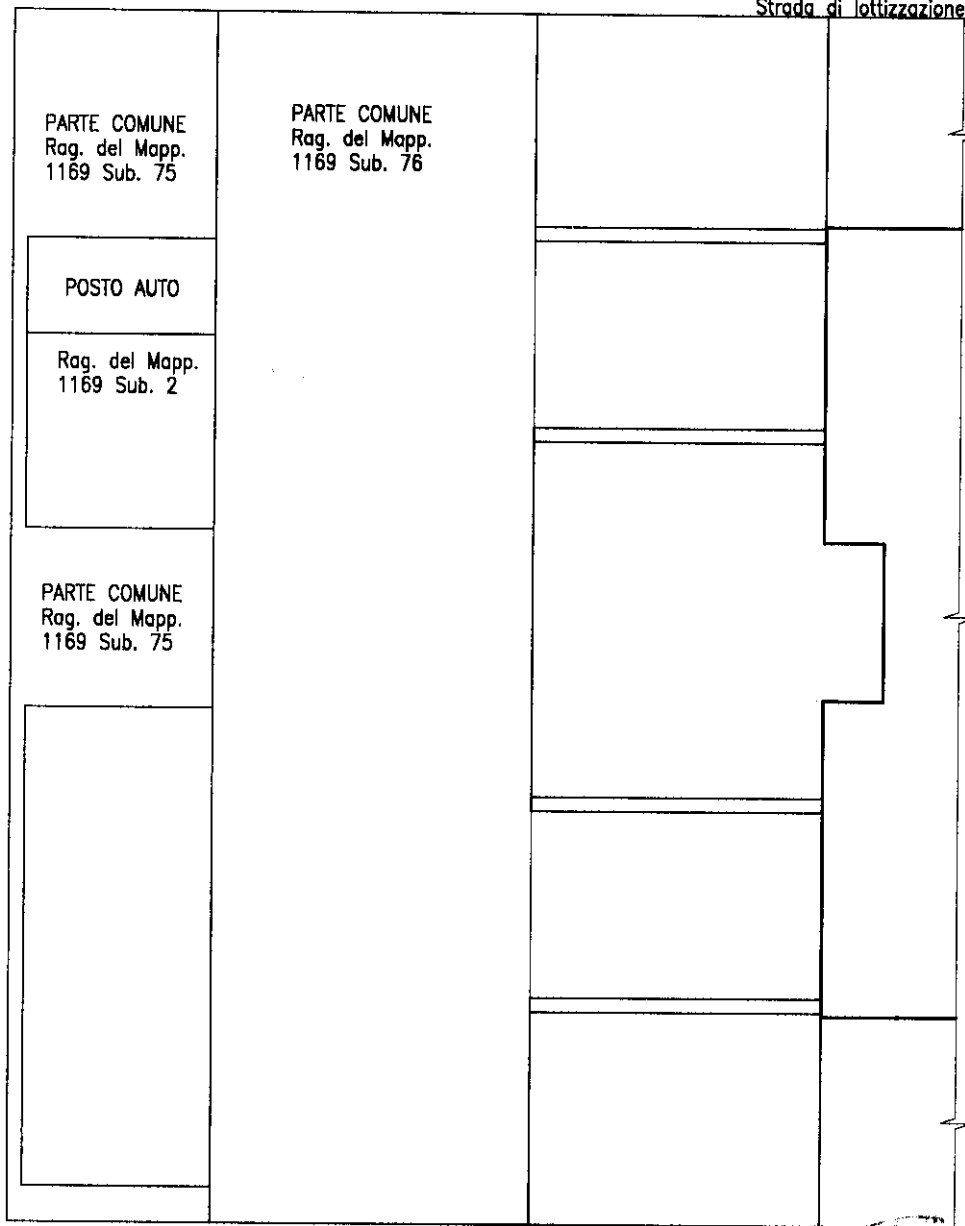 Strada di lottizzazione
PARTE COMUNE
Rag. del Mapp.
1169 Sub. 75
PARTE COMUNE
Rag. del Mapp.
1169 Sub. 76
POSTO AUTO
Rag. del Mapp.
1169 Sub. 2
PARTE COMUNE
Rag. del Mapp.
1169 Sub. 75